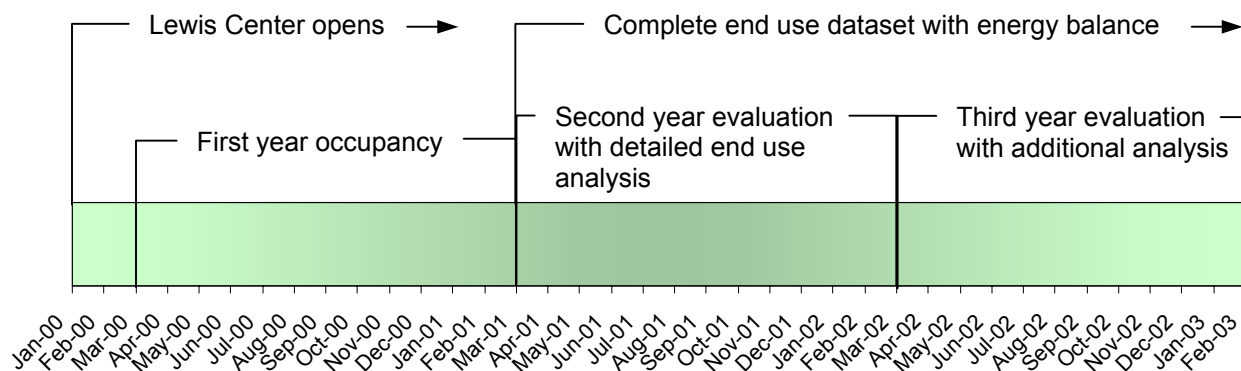 Lewis Center opens
Complete end use dataset with energy balance
First year occupancy
Second year evaluation
with detailed end use
analysis
Third year evaluation
with additional analysis
Jan-00
Feb-00
Mar-00
Apr-00
May-00
Jun-00
Jul-00
Aug-00
Sep-00
Oct-00
Nov-00
Dec-00
Jan-01
Feb-01
Mar-01
Apr-01
May-01
Jun-01
Jul-01
Aug-01
Sep-01
Oct-01
Nov-01
Dec-01
Jan-02
Feb-02
Mar-02
Apr-02
May-02
Jun-02
Jul-02
Aug-02
Sep-02
Oct-02
Nov-02
Dec-02
Jan-03
Feb-03